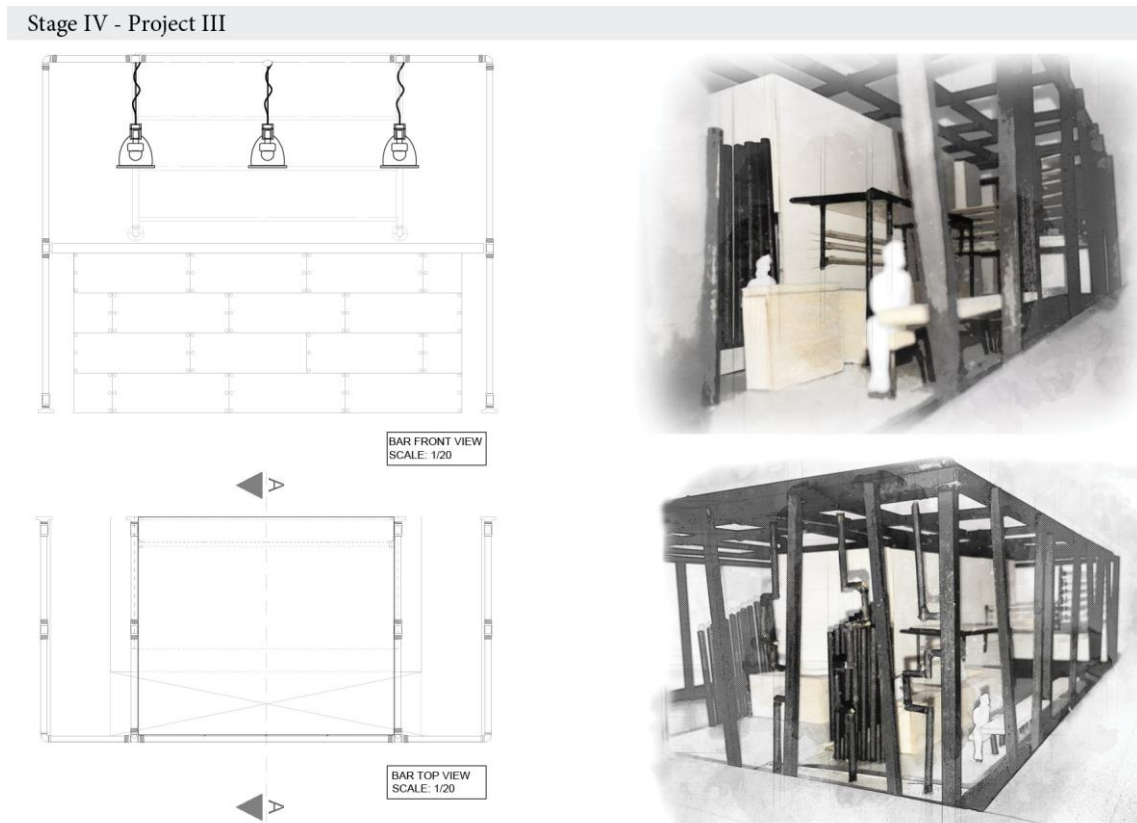 Stage IV - Project III
BAR FRONT VIEW
SCALE: 1/20
A
BAR TOP VIEW
SCALE: 1/20
A